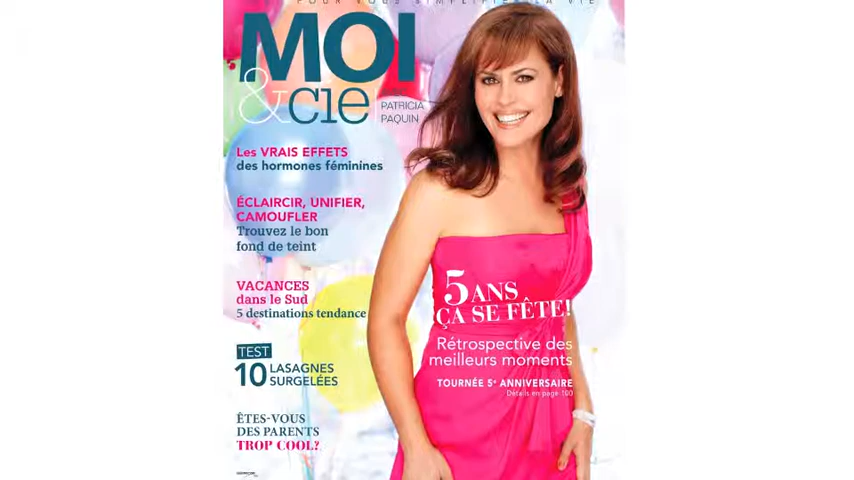 POUR VOUS SIMPLIFIER LA VIE
MOI
&cie
PATRICIA
PAQUIN
Les VRAIS EFFETS
des hormones féminines
ÉCLAIRCIR, UNIFIER,
CAMOUFLER
Trouvez le bon
fond de teint
VACANCES
dans le Sud
5 destinations tendance
TEST
10 LASAGNES
SURGELÉES
ÊTES-VOUS
DES PARENTS
TROP COOL?
5 ANS
ÇA SE FÊTE!
Rétrospective des
meilleurs moments
TOURNÉE 5e ANNIVERSAIRE
Détails en page 100